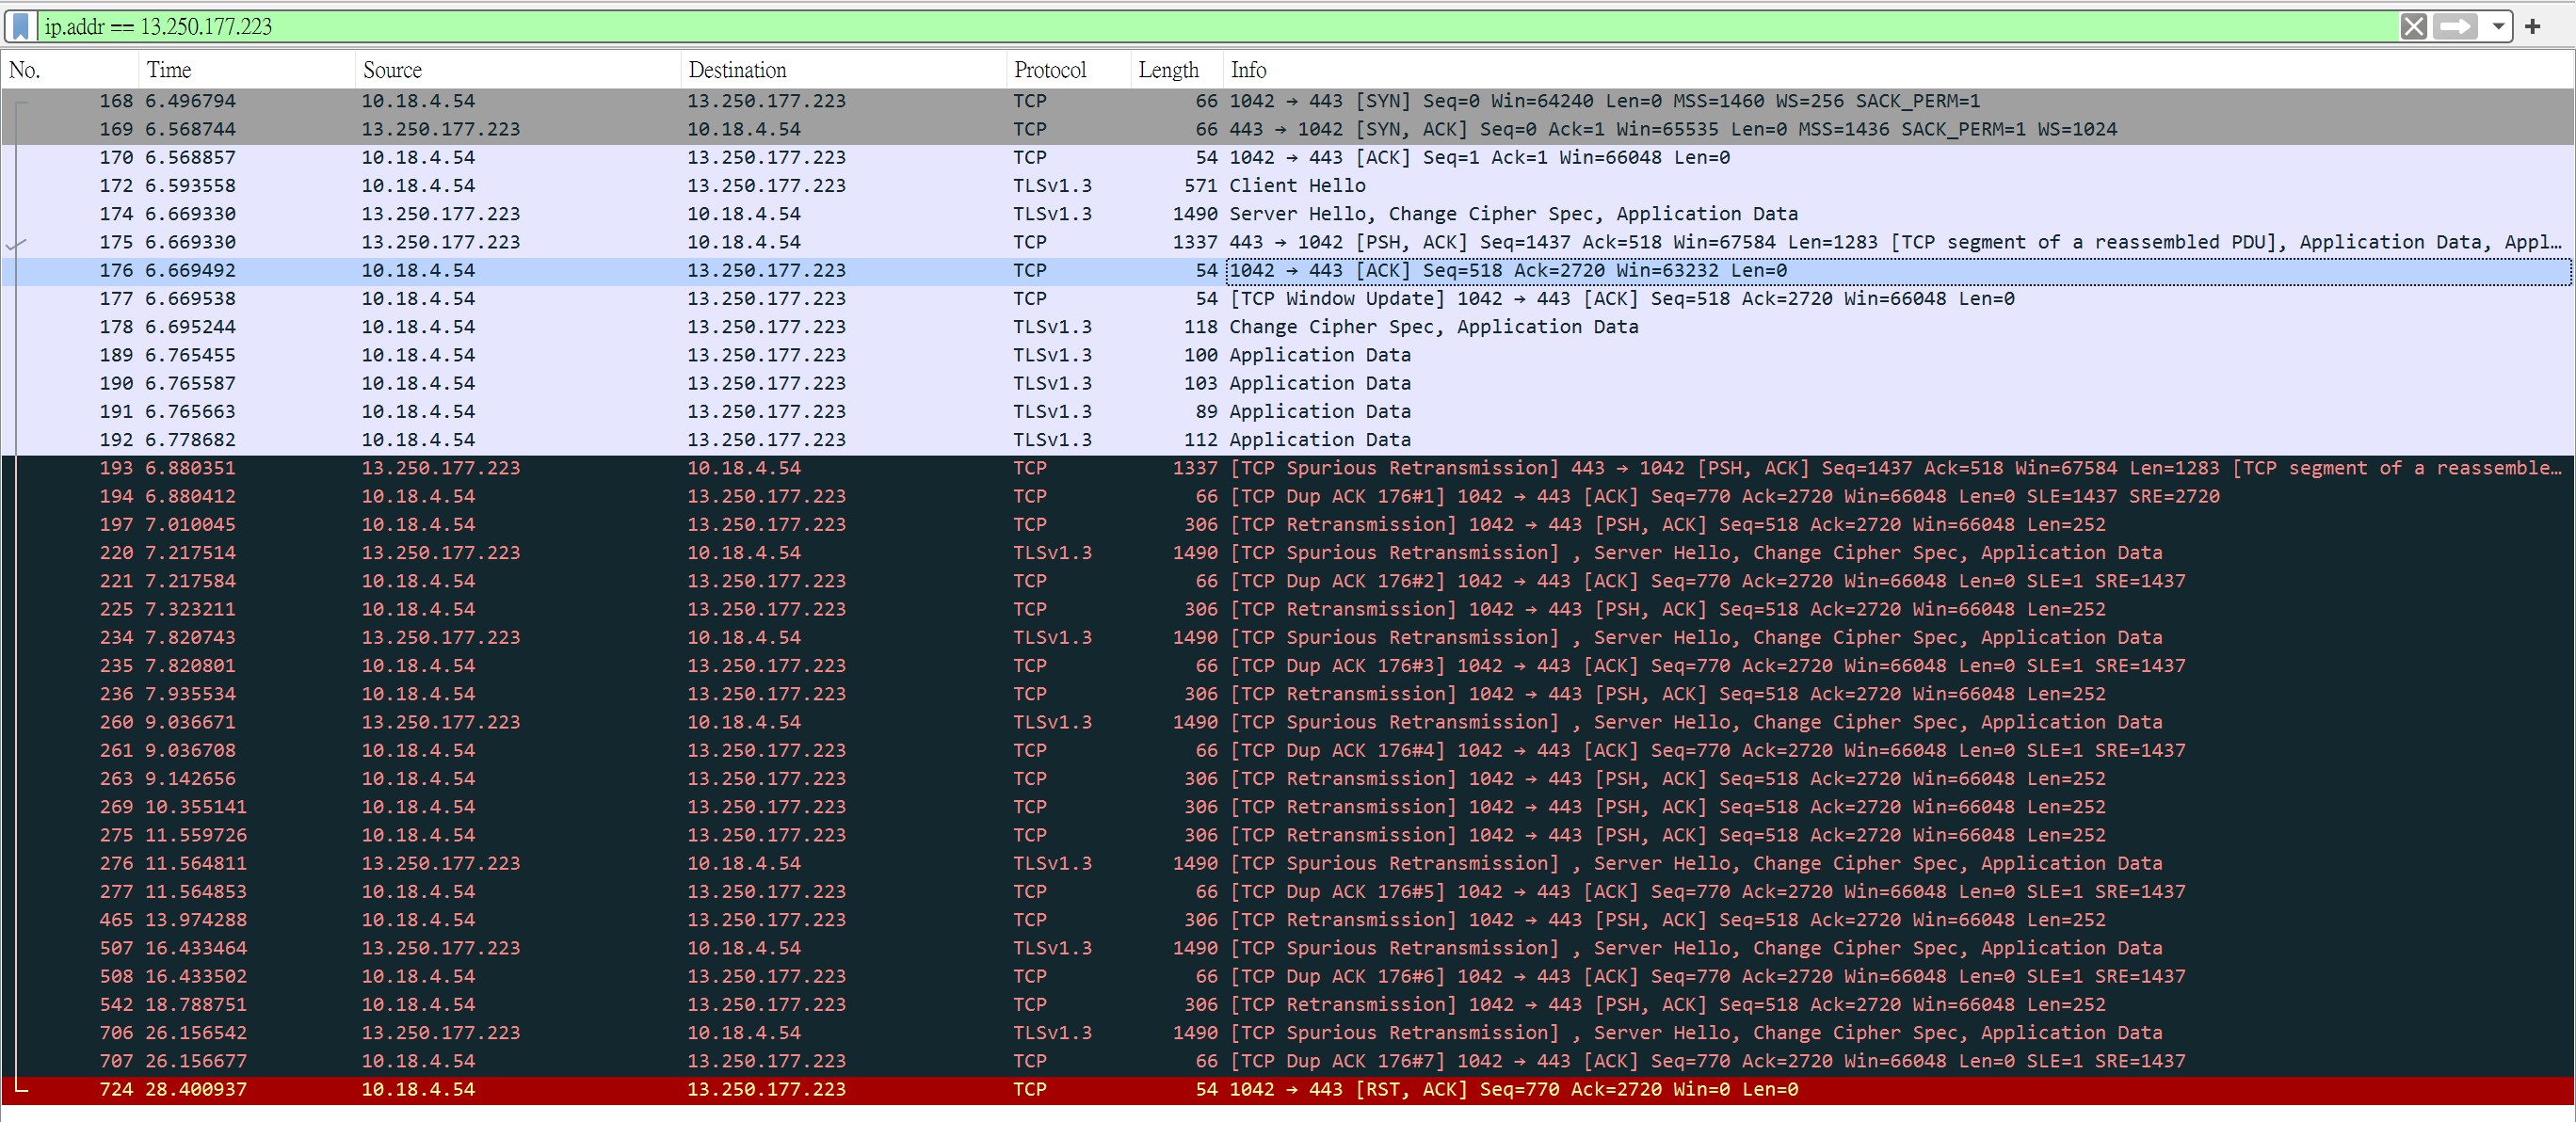 ip.addr == 13.250.177.223
No. Time Source Destination Protocol Length Info
168 6.496794 10.18.4.54 13.250.177.223 TCP 66 1042 → 443 [SYN] Seq=0 Win=64240 Len=0 MSS=1460 WS=256 SACK_PERM=1
169 6.568744 13.250.177.223 10.18.4.54 TCP 66 443 → 1042 [SYN, ACK] Seq=0 Ack=1 Win=65535 Len=0 MSS=1436 SACK_PERM=1 WS=1024
170 6.568857 10.18.4.54 13.250.177.223 TCP 54 1042 → 443 [ACK] Seq=1 Ack=1 Win=66048 Len=0
172 6.593558 10.18.4.54 13.250.177.223 TLSv1.3 571 Client Hello
174 6.669330 13.250.177.223 10.18.4.54 TLSv1.3 1490 Server Hello, Change Cipher Spec, Application Data
175 6.669330 13.250.177.223 10.18.4.54 TCP 1337 443 → 1042 [PSH, ACK] Seq=1437 Ack=518 Win=67584 Len=1283 [TCP segment of a reassembled PDU], Application Data, Appl…
176 6.669492 10.18.4.54 13.250.177.223 TCP 54 1042 → 443 [ACK] Seq=518 Ack=2720 Win=63232 Len=0
177 6.669538 10.18.4.54 13.250.177.223 TCP 54 [TCP Window Update] 1042 → 443 [ACK] Seq=518 Ack=2720 Win=66048 Len=0
178 6.695244 10.18.4.54 13.250.177.223 TLSv1.3 118 Change Cipher Spec, Application Data
189 6.765455 10.18.4.54 13.250.177.223 TLSv1.3 100 Application Data
190 6.765587 10.18.4.54 13.250.177.223 TLSv1.3 103 Application Data
191 6.765663 10.18.4.54 13.250.177.223 TLSv1.3 89 Application Data
192 6.778682 10.18.4.54 13.250.177.223 TLSv1.3 112 Application Data
193 6.880351 13.250.177.223 10.18.4.54 TCP 1337 [TCP Spurious Retransmission] 443 → 1042 [PSH, ACK] Seq=1437 Ack=518 Win=67584 Len=1283 [TCP segment of a reassemble…
194 6.880412 10.18.4.54 13.250.177.223 TCP 66 [TCP Dup ACK 176#1] 1042 → 443 [ACK] Seq=770 Ack=2720 Win=66048 Len=0 SLE=1437 SRE=2720
197 7.010045 10.18.4.54 13.250.177.223 TCP 306 [TCP Retransmission] 1042 → 443 [PSH, ACK] Seq=518 Ack=2720 Win=66048 Len=252
220 7.217514 13.250.177.223 10.18.4.54 TLSv1.3 1490 [TCP Spurious Retransmission] , Server Hello, Change Cipher Spec, Application Data
221 7.217584 10.18.4.54 13.250.177.223 TCP 66 [TCP Dup ACK 176#2] 1042 → 443 [ACK] Seq=770 Ack=2720 Win=66048 Len=0 SLE=1 SRE=1437
225 7.323211 10.18.4.54 13.250.177.223 TCP 306 [TCP Retransmission] 1042 → 443 [PSH, ACK] Seq=518 Ack=2720 Win=66048 Len=252
234 7.820743 13.250.177.223 10.18.4.54 TLSv1.3 1490 [TCP Spurious Retransmission] , Server Hello, Change Cipher Spec, Application Data
235 7.820801 10.18.4.54 13.250.177.223 TCP 66 [TCP Dup ACK 176#3] 1042 → 443 [ACK] Seq=770 Ack=2720 Win=66048 Len=0 SLE=1 SRE=1437
236 7.935534 10.18.4.54 13.250.177.223 TCP 306 [TCP Retransmission] 1042 → 443 [PSH, ACK] Seq=518 Ack=2720 Win=66048 Len=252
260 9.036671 13.250.177.223 10.18.4.54 TLSv1.3 1490 [TCP Spurious Retransmission] , Server Hello, Change Cipher Spec, Application Data
261 9.036708 10.18.4.54 13.250.177.223 TCP 66 [TCP Dup ACK 176#4] 1042 → 443 [ACK] Seq=770 Ack=2720 Win=66048 Len=0 SLE=1 SRE=1437
263 9.142656 10.18.4.54 13.250.177.223 TCP 306 [TCP Retransmission] 1042 → 443 [PSH, ACK] Seq=518 Ack=2720 Win=66048 Len=252
269 10.355141 10.18.4.54 13.250.177.223 TCP 306 [TCP Retransmission] 1042 → 443 [PSH, ACK] Seq=518 Ack=2720 Win=66048 Len=252
275 11.559726 10.18.4.54 13.250.177.223 TCP 306 [TCP Retransmission] 1042 → 443 [PSH, ACK] Seq=518 Ack=2720 Win=66048 Len=252
276 11.564811 13.250.177.223 10.18.4.54 TLSv1.3 1490 [TCP Spurious Retransmission] , Server Hello, Change Cipher Spec, Application Data
277 11.564853 10.18.4.54 13.250.177.223 TCP 66 [TCP Dup ACK 176#5] 1042 → 443 [ACK] Seq=770 Ack=2720 Win=66048 Len=0 SLE=1 SRE=1437
465 13.974288 10.18.4.54 13.250.177.223 TCP 306 [TCP Retransmission] 1042 → 443 [PSH, ACK] Seq=518 Ack=2720 Win=66048 Len=252
507 16.433464 13.250.177.223 10.18.4.54 TLSv1.3 1490 [TCP Spurious Retransmission] , Server Hello, Change Cipher Spec, Application Data
508 16.433502 10.18.4.54 13.250.177.223 TCP 66 [TCP Dup ACK 176#6] 1042 → 443 [ACK] Seq=770 Ack=2720 Win=66048 Len=0 SLE=1 SRE=1437
542 18.788751 10.18.4.54 13.250.177.223 TCP 306 [TCP Retransmission] 1042 → 443 [PSH, ACK] Seq=518 Ack=2720 Win=66048 Len=252
706 26.156542 13.250.177.223 10.18.4.54 TLSv1.3 1490 [TCP Spurious Retransmission] , Server Hello, Change Cipher Spec, Application Data
707 26.156677 10.18.4.54 13.250.177.223 TCP 66 [TCP Dup ACK 176#7] 1042 → 443 [ACK] Seq=770 Ack=2720 Win=66048 Len=0 SLE=1 SRE=1437
724 28.400937 10.18.4.54 13.250.177.223 TCP 54 1042 → 443 [RST, ACK] Seq=770 Ack=2720 Win=0 Len=0